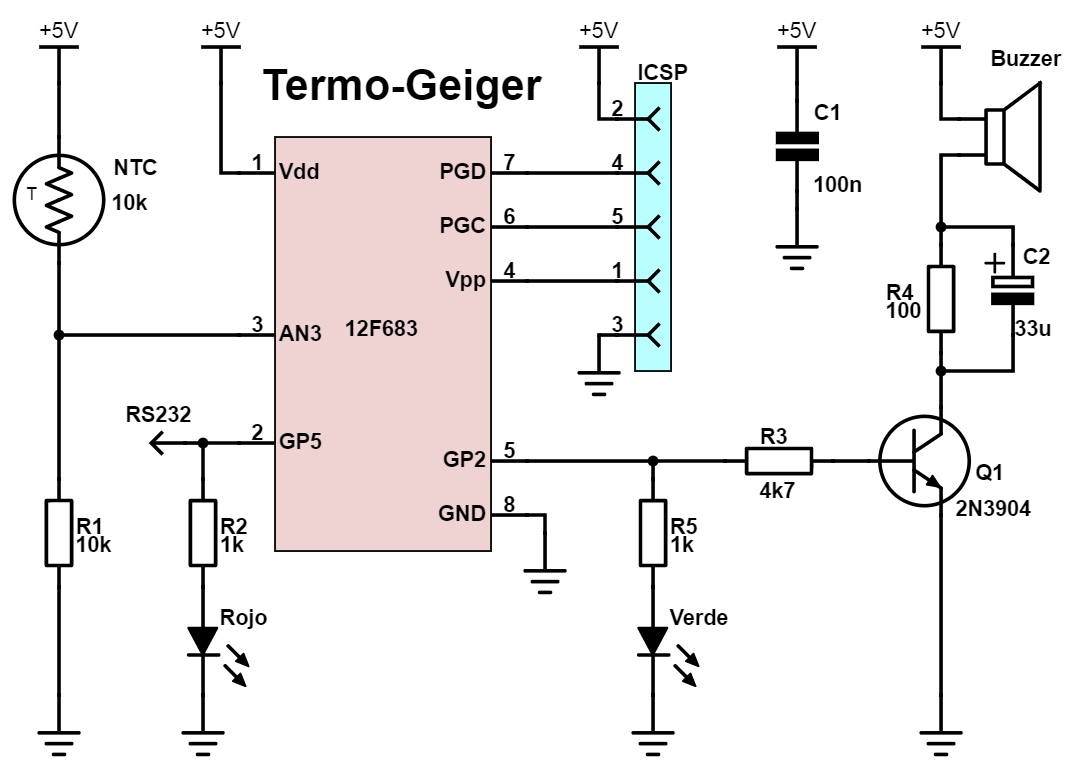 +5V
+5V
+5V
+5V
+5V
Termo-Geiger
ICSP
Buzzer
NTC
10k
T
1
Vdd
PGD
7
PGC
6
Vpp
4
3
AN3
12F683
2
4
5
1
3
C1
100n
R4
100
C2
33u
RS232
2
GP5
GP2
5
GND
8
R3
4k7
Q1
2N3904
R1
10k
R2
1k
R5
1k
Rojo
Verde